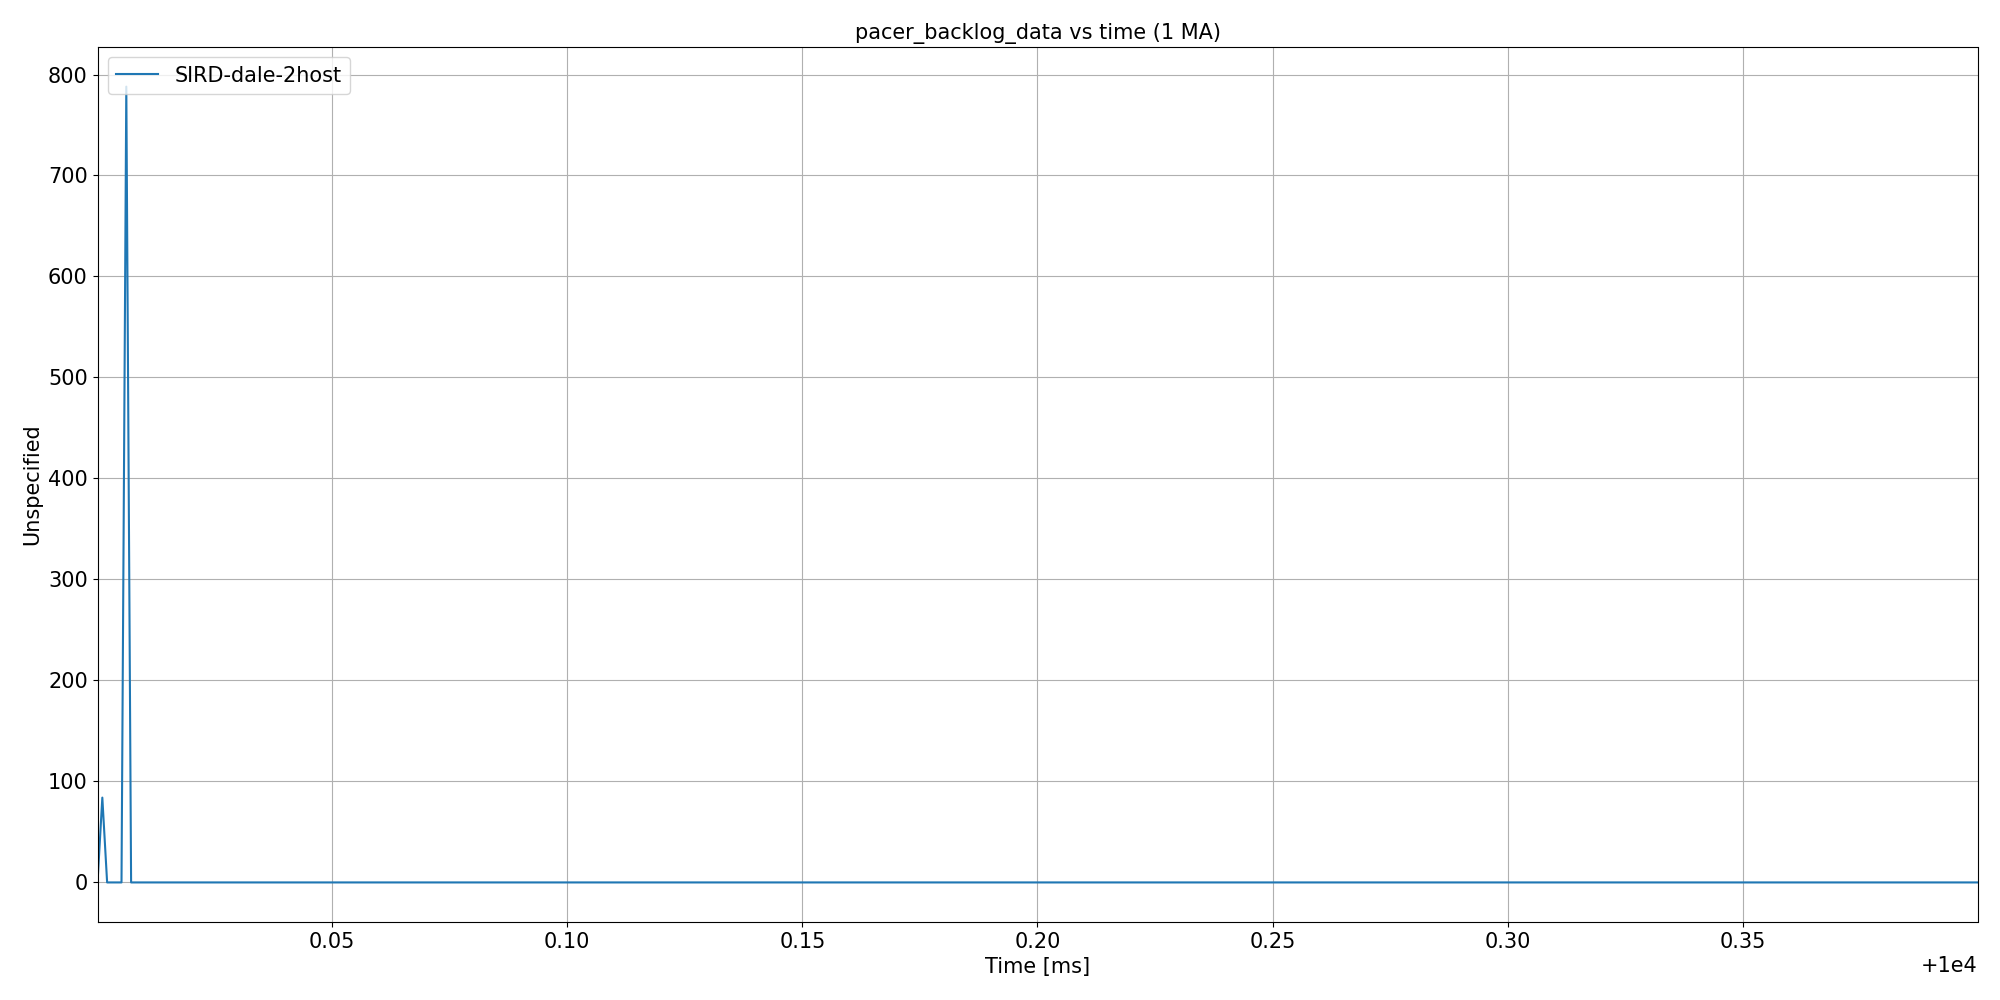 pacer_backlog_data vs time (1 MA)
SIRD-dale-2host
800
700
600
500
400
300
200
100
0
Unspecified
0.05 0.10 0.15 0.20 0.25 0.30 0.35
Time [ms]
+1e4